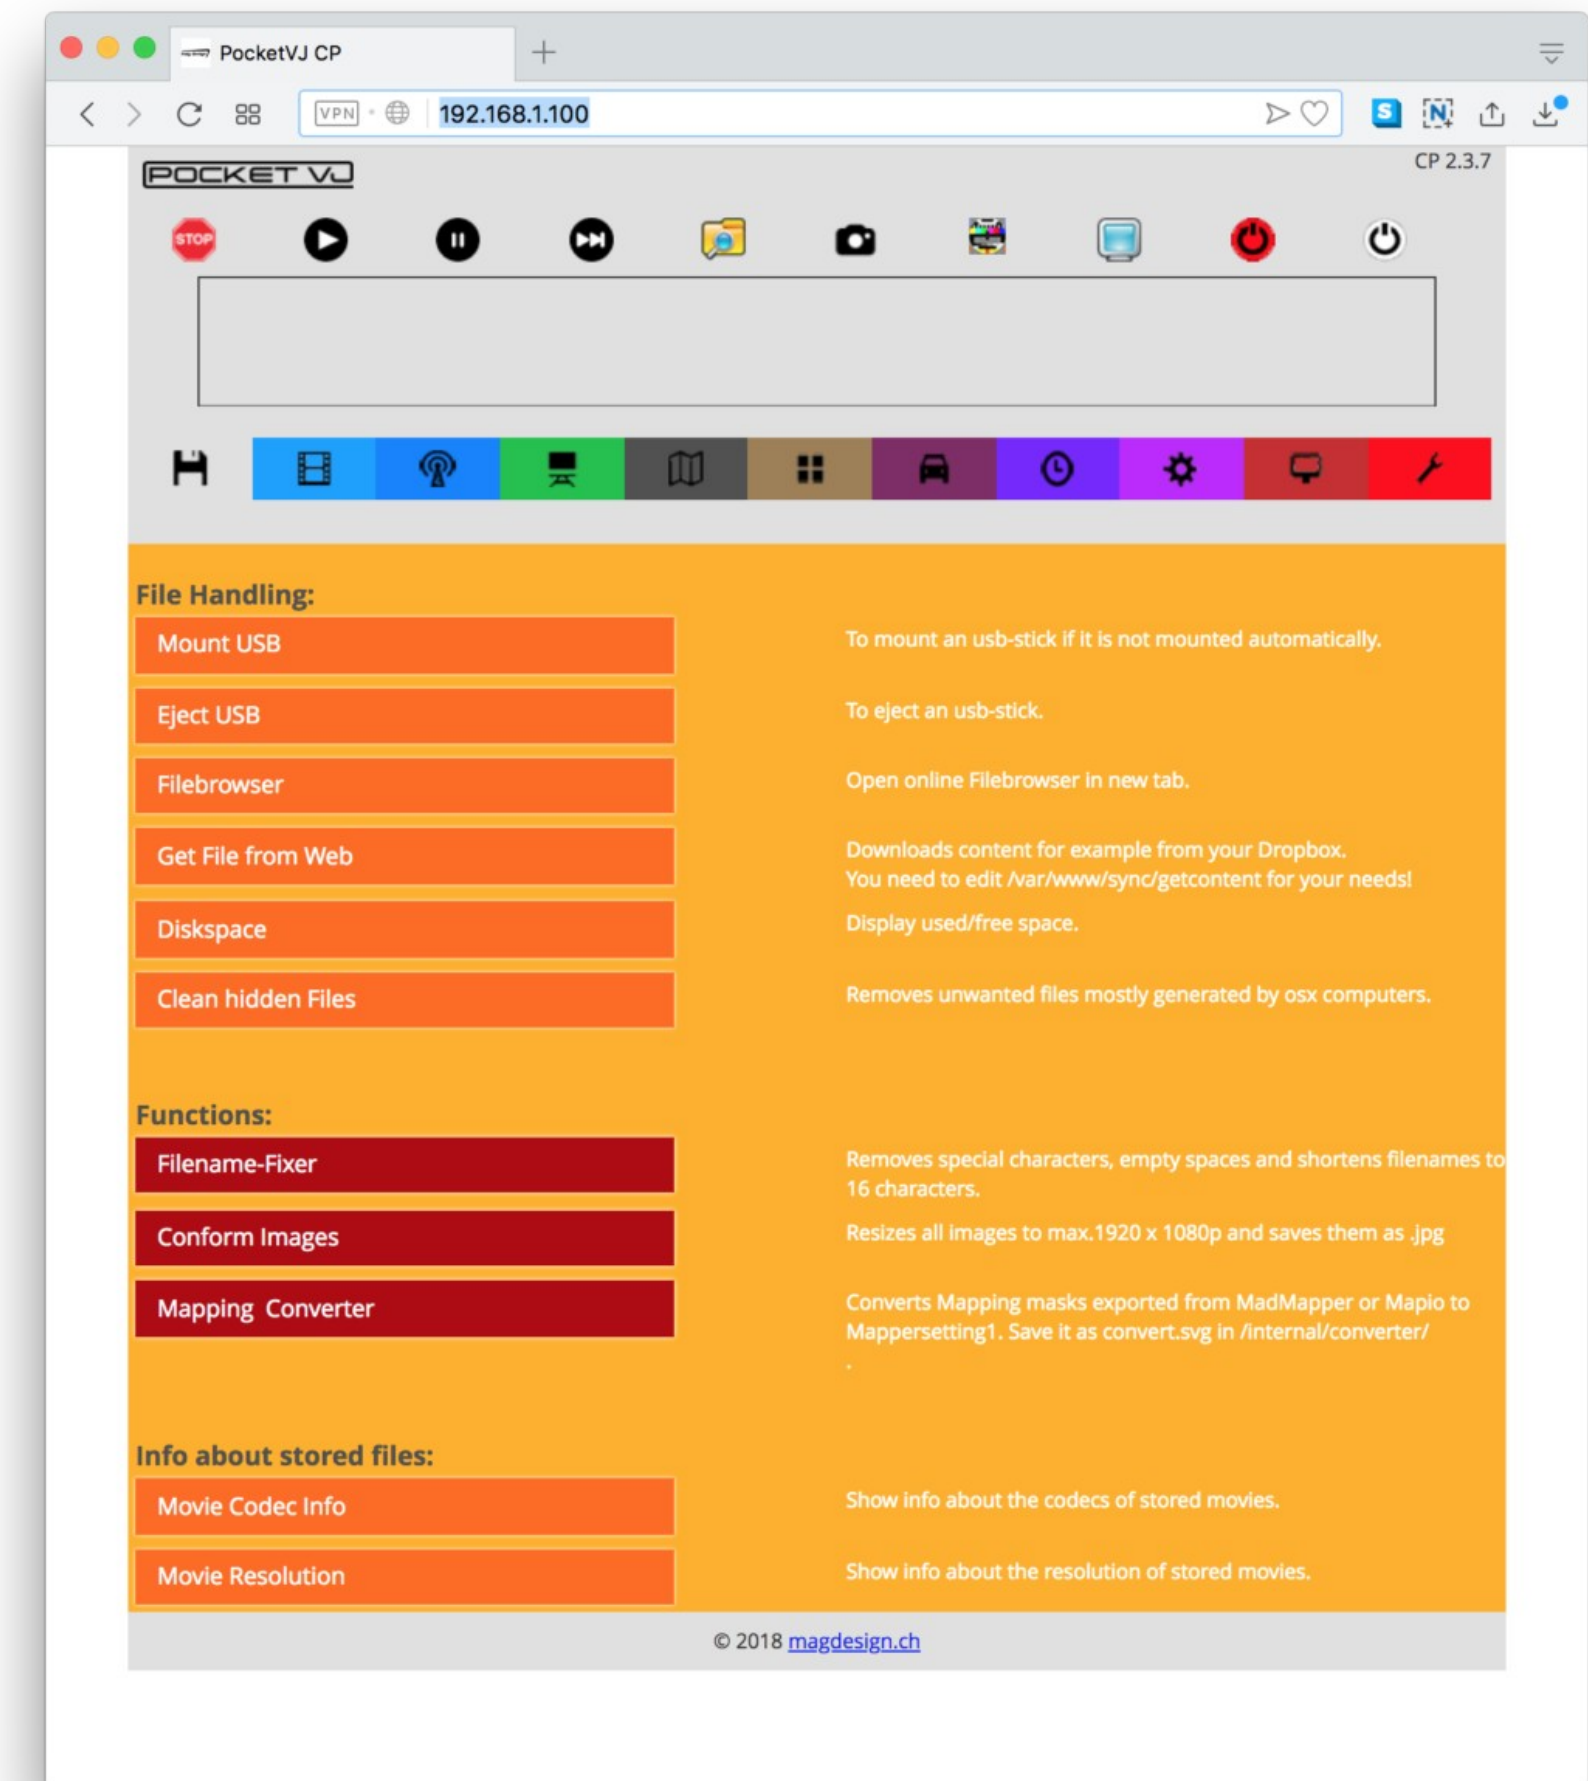 PocketVJ CP
VPN 192.168.1.100
S N
POCKET VJ
CP 2.3.7
STOP
File Handling:
Mount USB
To mount an usb-stick if it is not mounted automatically.
Eject USB
To eject an usb-stick.
Filebrowser
Open online Filebrowser in new tab.
Get File from Web
Downloads content for example from your Dropbox.
You need to edit /var/www/sync/getcontent for your needs!
Diskspace
Display used/free space.
Clean hidden Files
Removes unwanted files mostly generated by osx computers.
Functions:
Filename-Fixer
Removes special characters, empty spaces and shortens filenames to
16 characters.
Conform Images
Resizes all images to max.1920 x 1080p and saves them as .jpg
Mapping  Converter
Converts Mapping masks exported from MadMapper or Mapio to
Mappersetting1. Save it as convert.svg in /internal/converter/
.
Info about stored files:
Movie Codec Info
Show info about the codecs of stored movies.
Movie Resolution
Show info about the resolution of stored movies.
© 2018 magdesign.ch